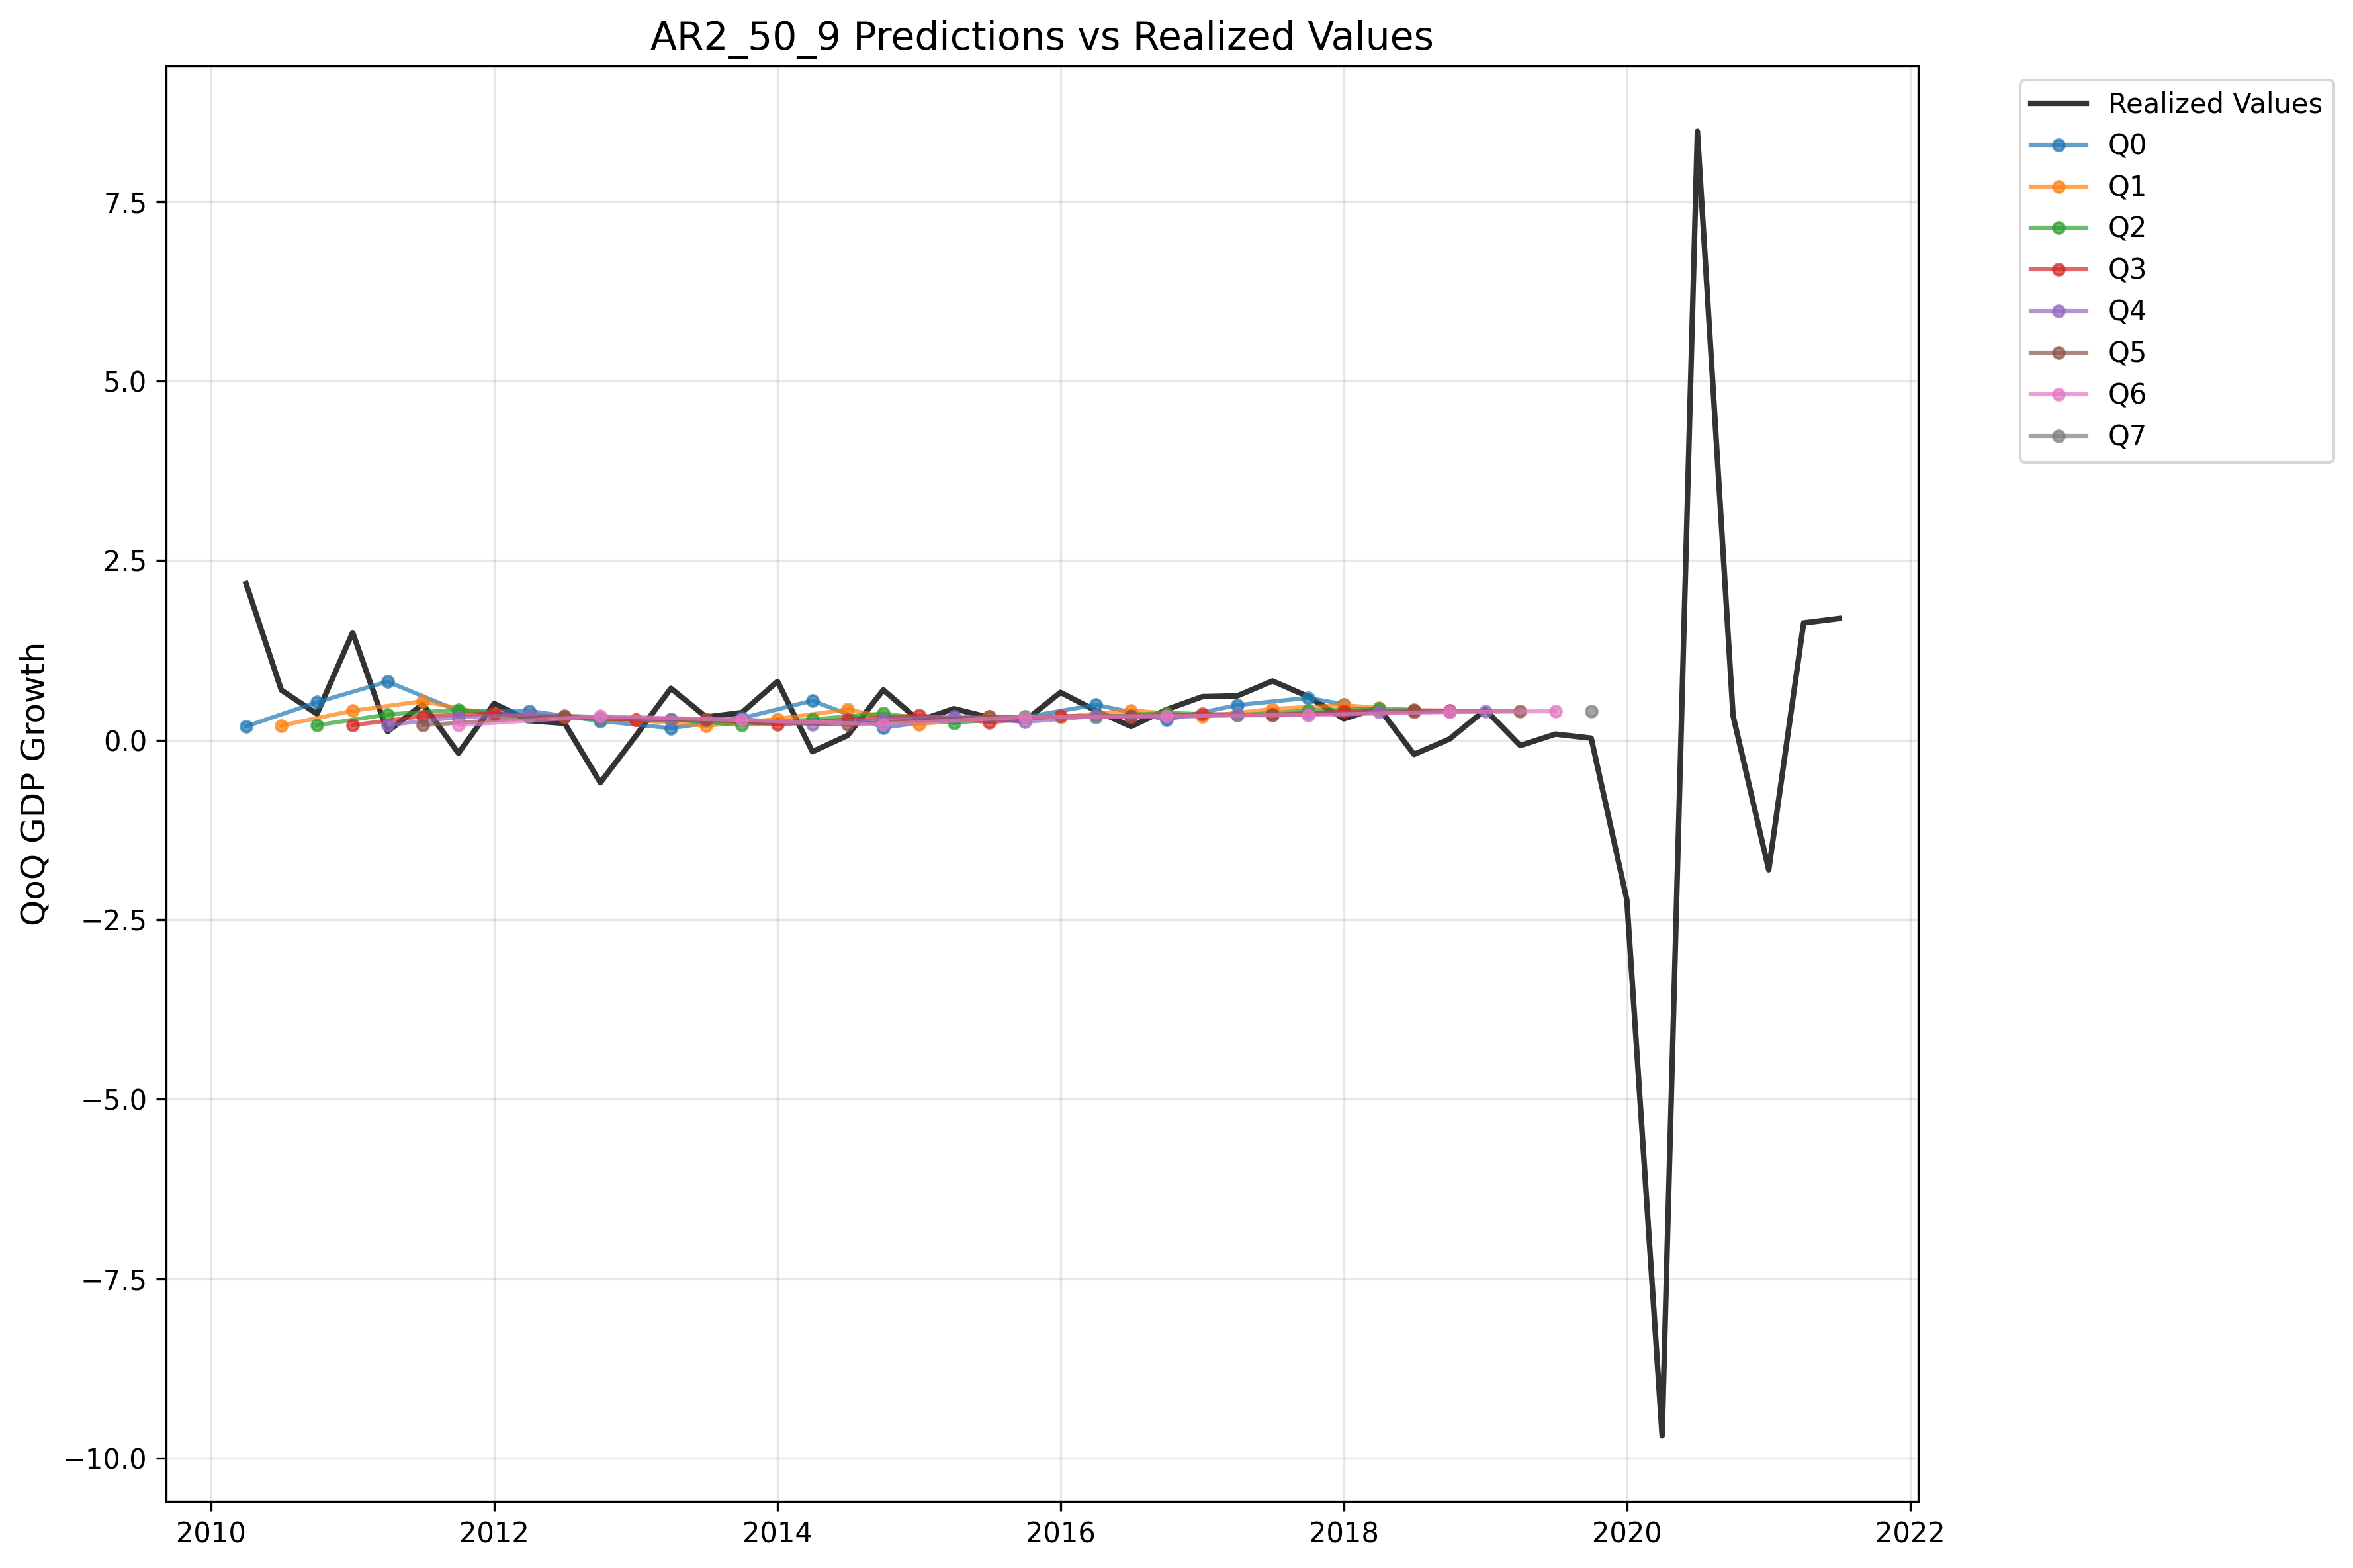 AR2_50_9 Predictions vs Realized Values
QoQ GDP Growth
7.5
5.0
2.5
0.0
−2.5
−5.0
−7.5
−10.0
2010
2012
2014
2016
2018
2020
2022
Realized Values
Q0
Q1
Q2
Q3
Q4
Q5
Q6
Q7